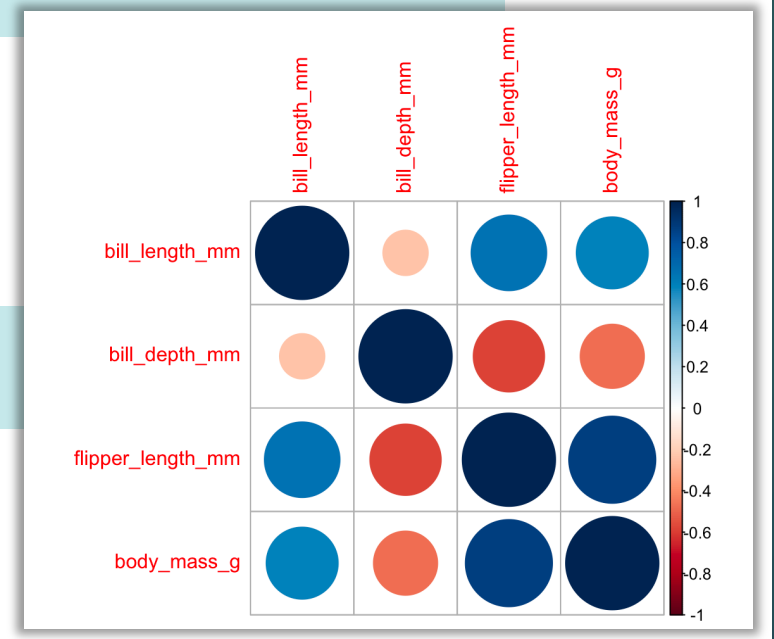 bill_length_mm
bill_depth_mm
flipper_length_mm
body_mass_g
bill_length_mm
bill_depth_mm
flipper_length_mm
body_mass_g
1
0.8
0.6
0.4
0.2
0
-0.2
-0.4
-0.6
-0.8
-1